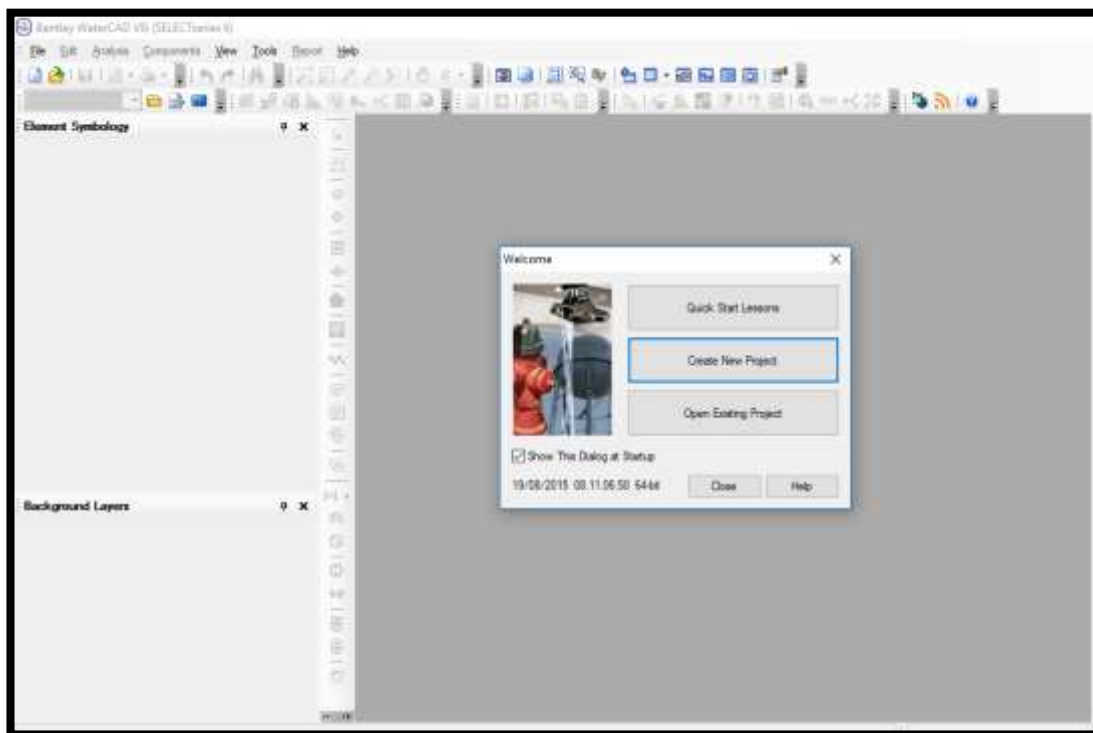 Bentley WaterCAD V8i (SELECTseries 6)
File Edit Analysis Components View Tools Report Help
Element Symbology
Welcome
Quick Start Lessons
Create New Project
Open Existing Project
Show This Dialog at Startup
19/08/2015 08.11.06.58 64-bit Close Help
Background Layers